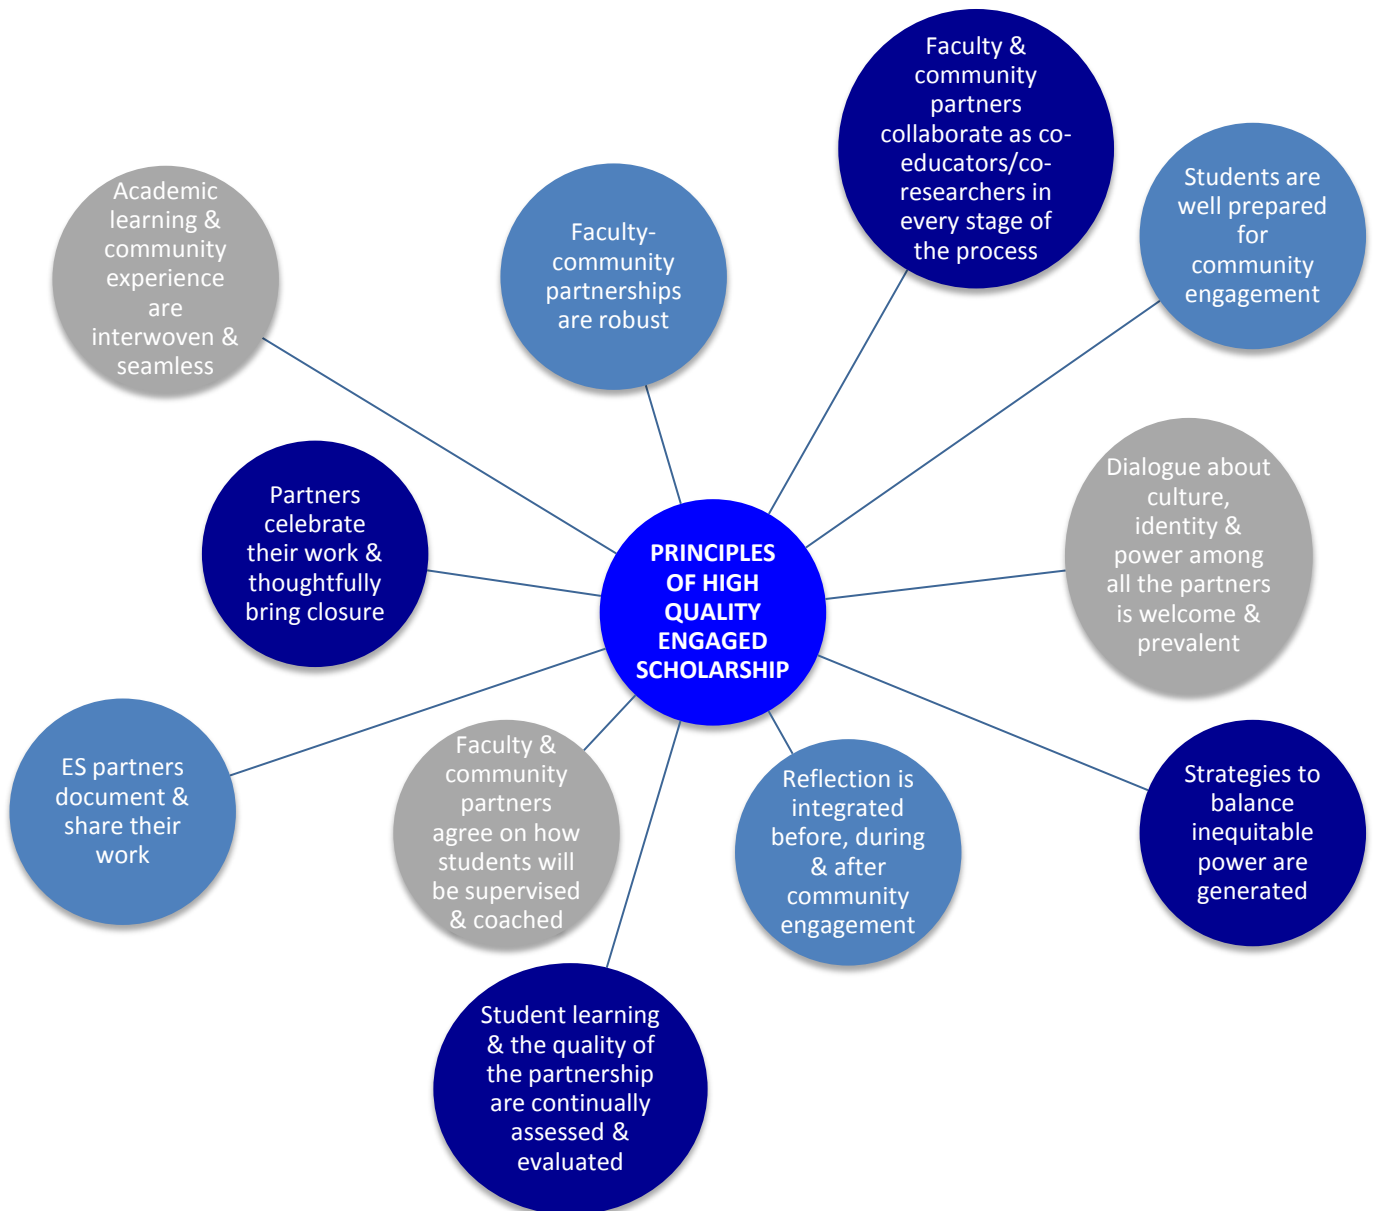 Faculty &
community
partners
collaborate as co-
educators/co-
researchers in
every stage of
the process
Students are
well prepared
for
community
engagement
Academic
learning &
community
experience
are
interwoven &
seamless
Faculty-
community
partnerships
are robust
Dialogue about
culture,
identity &
power among
all the partners
is welcome &
prevalent
Partners
celebrate
their work &
thoughtfully
bring closure
PRINCIPLES
OF HIGH
QUALITY
ENGAGED
SCHOLARSHIP
ES partners
document &
share their
work
Faculty &
community
partners
agree on how
students will
be supervised
& coached
Reflection is
integrated
before, during
& after
community
engagement
Strategies to
balance
inequitable
power are
generated
Student learning
& the quality of
the partnership
are continually
assessed &
evaluated